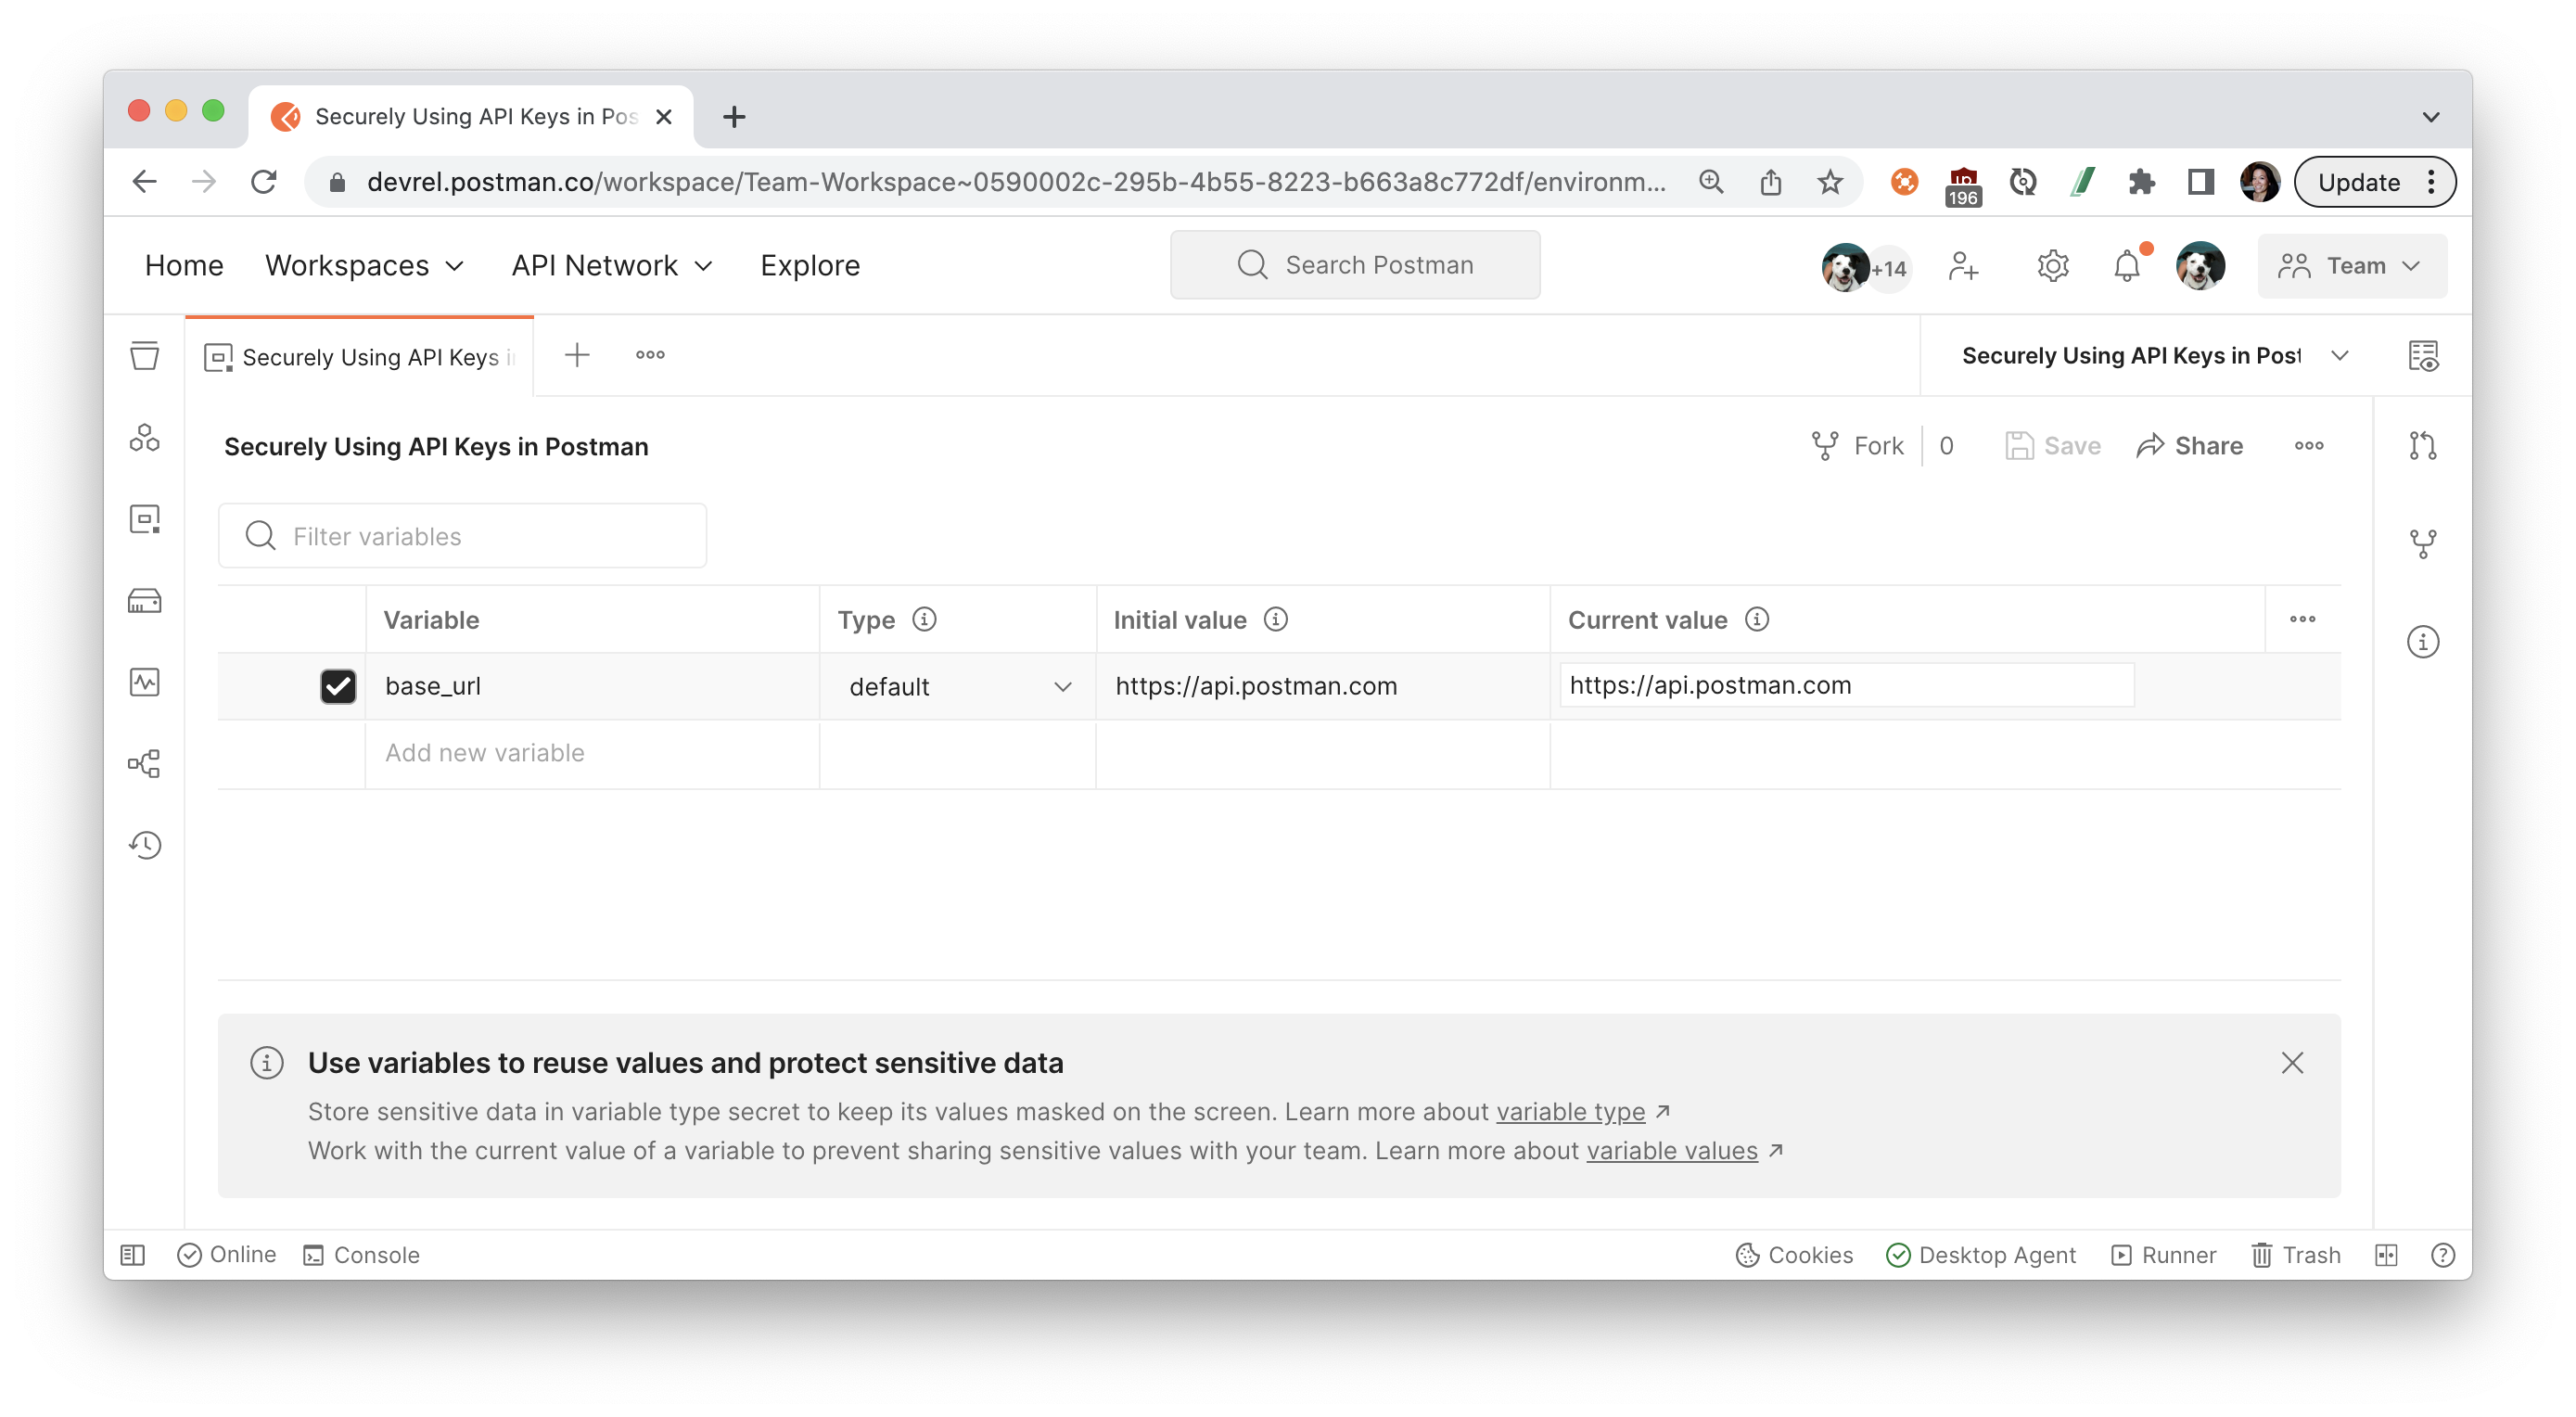 Securely Using API Keys in Pos
devrel.postman.co/workspace/Team-Workspace~0590002c-295b-4b55-8223-b663a8c772df/environm...
196
Update
Home
Workspaces
API Network
Explore
Search Postman
+14
Team
Securely Using API Keys i
Securely Using API Keys in Post
Securely Using API Keys in Postman
Fork
0
Save
Share
Filter variables
Variable
Type
Initial value
Current value
base_url
default
https://api.postman.com
https://api.postman.com
Add new variable
Use variables to reuse values and protect sensitive data
Store sensitive data in variable type secret to keep its values masked on the screen. Learn more about variable type ↗
Work with the current value of a variable to prevent sharing sensitive values with your team. Learn more about variable values ↗
Online
Console
Cookies
Desktop Agent
Runner
Trash